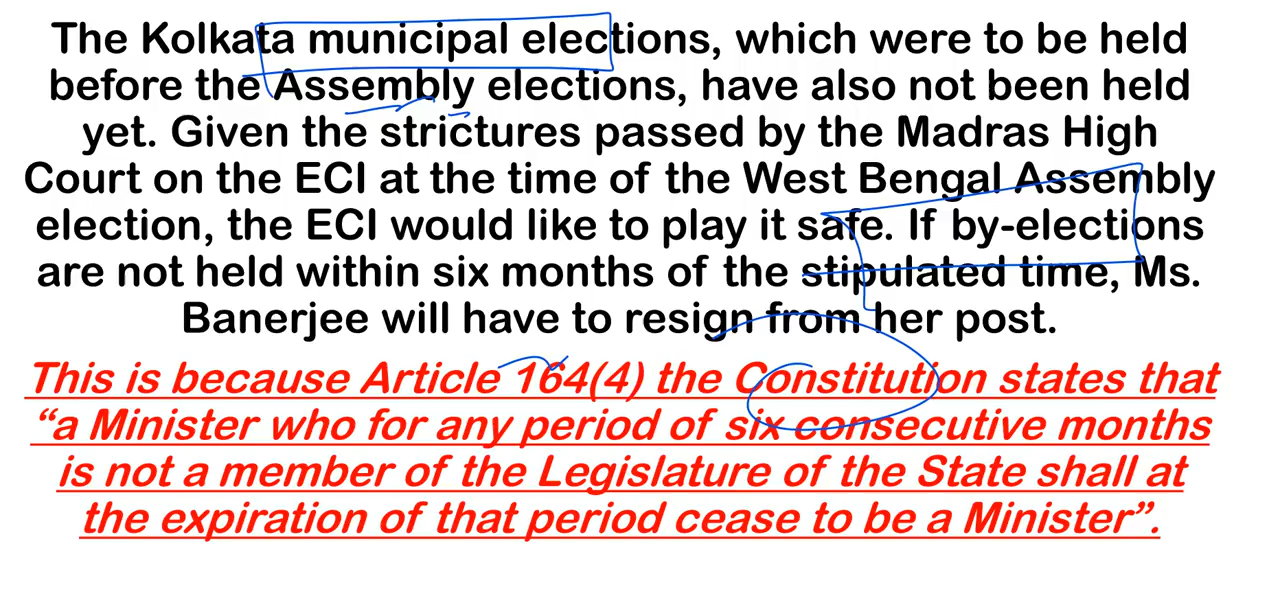 The Kolkata municipal elections, which were to be held
before the Assembly elections, have also not been held
yet. Given the strictures passed by the Madras High
Court on the ECI at the time of the West Bengal Assembly
election, the ECI would like to play it safe. If by-elections
are not held within six months of the stipulated time, Ms.
Banerjee will have to resign from her post.
This is because Article 164(4) the Constitution states that
“a Minister who for any period of six consecutive months
is not a member of the Legislature of the State shall at
the expiration of that period cease to be a Minister”.